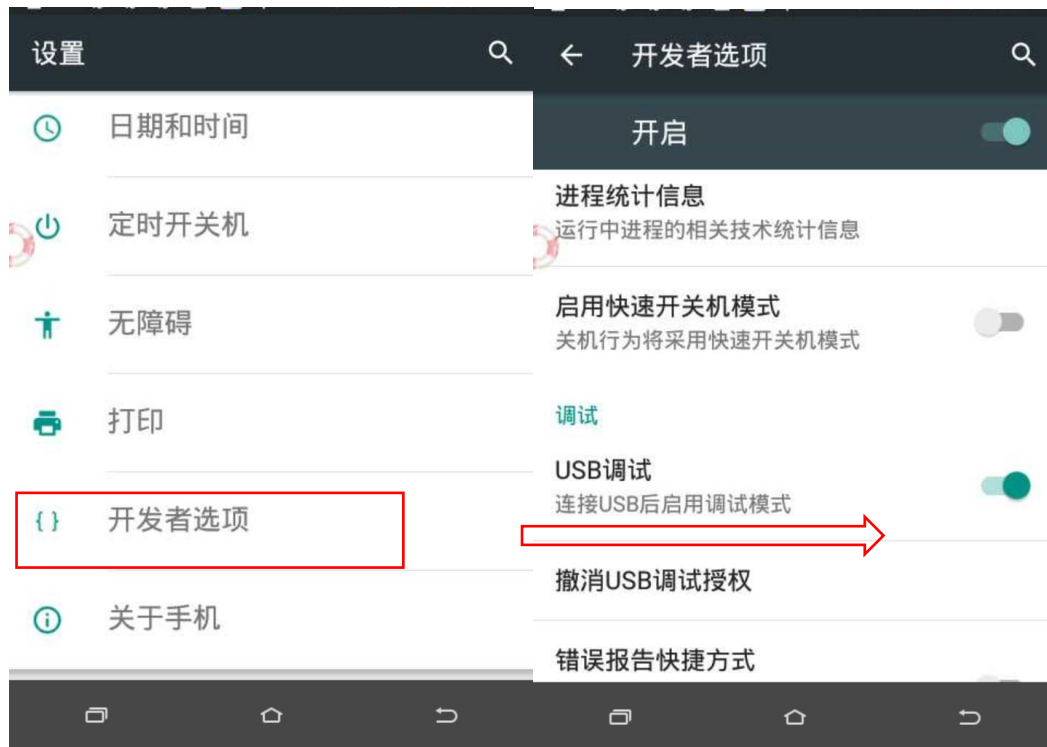 设置
日期和时间
定时开关机
无障碍
打印
{ } 开发者选项
关于手机
开发者选项
开启
进程统计信息
运行中进程的相关技术统计信息
启用快速开关机模式
关机行为将采用快速开关机模式
调试
USB调试
连接USB后启用调试模式
撤消USB调试授权
错误报告快捷方式